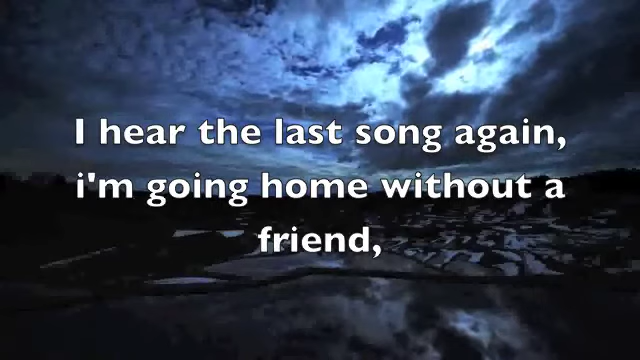 I hear the last song again,
i'm going home without a
friend,